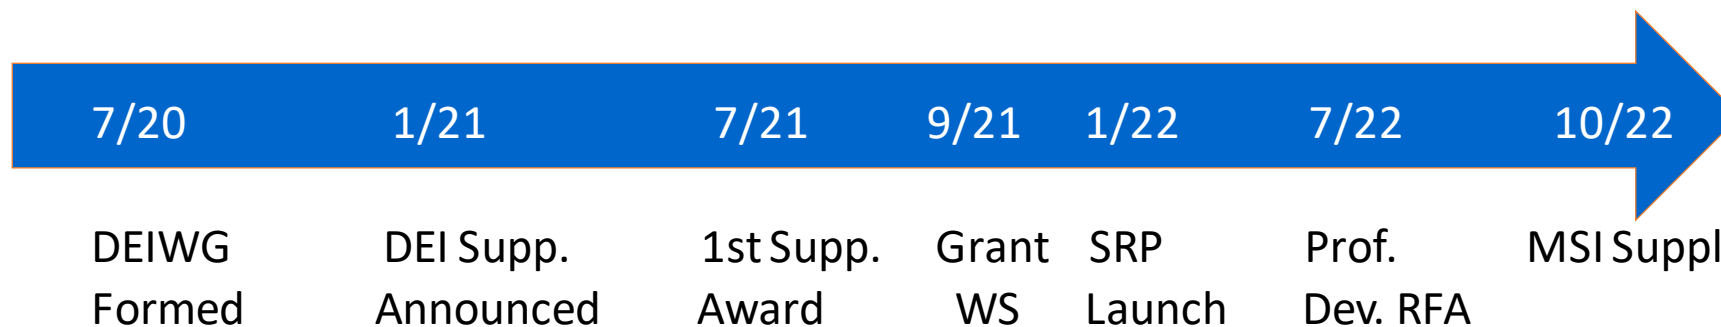 7/20 1/21 7/21 9/21 1/22 7/22 10/22
DEIWG DEI Supp. 1st Supp. Grant SRP Prof. MSI Suppl
Formed Announced Award WS Launch Dev. RFA